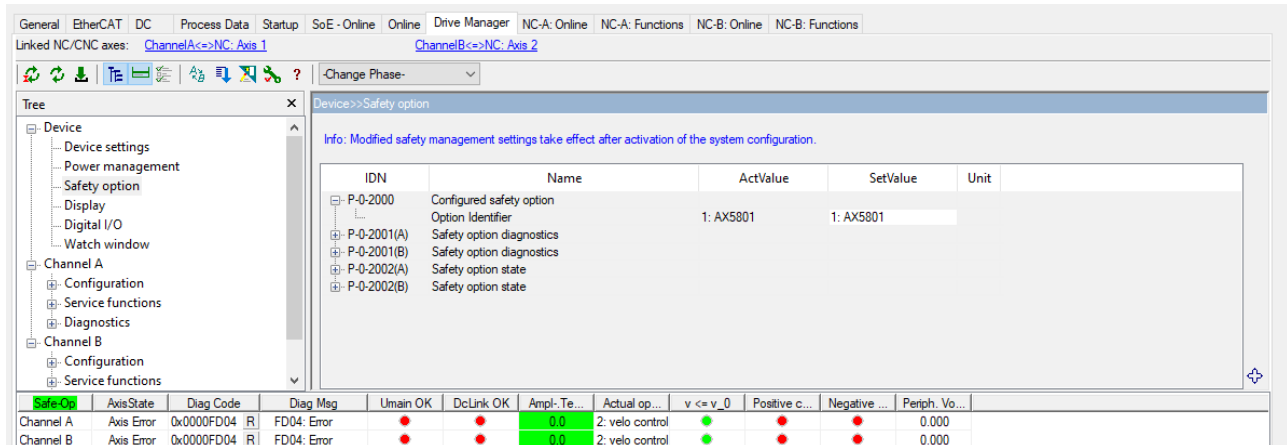 General EtherCAT DC Process Data Startup SoE - Online Online Drive Manager NC-A: Online NC-A: Functions NC-B: Online NC-B: Functions
Linked NC/CNC axes: ChannelA<=>NC: Axis 1 ChannelB<=>NC: Axis 2
-Change Phase-
Tree x Device>>Safety option
Device
Device settings
Power management
Safety option
Display
Digital I/O
Watch window
Channel A
Configuration
Service functions
Diagnostics
Channel B
Configuration
Service functions
Info: Modified safety management settings take effect after activation of the system configuration.
IDN Name ActValue SetValue Unit
P-0-2000 Configured safety option
Option Identifier 1: AX5801 1: AX5801
P-0-2001(A) Safety option diagnostics
P-0-2001(B) Safety option diagnostics
P-0-2002(A) Safety option state
P-0-2002(B) Safety option state
Safe-Op AxisState Diag Code Diag Msg Umain OK DcLink OK Ampl-.Te... Actual op... v <= v_0 Positive c... Negative ... Periph. Vo...
Channel A Axis Error 0x0000FD04 R FD04: Error 0.0 2: velo control 0.000
Channel B Axis Error 0x0000FD04 R FD04: Error 0.0 2: velo control 0.000